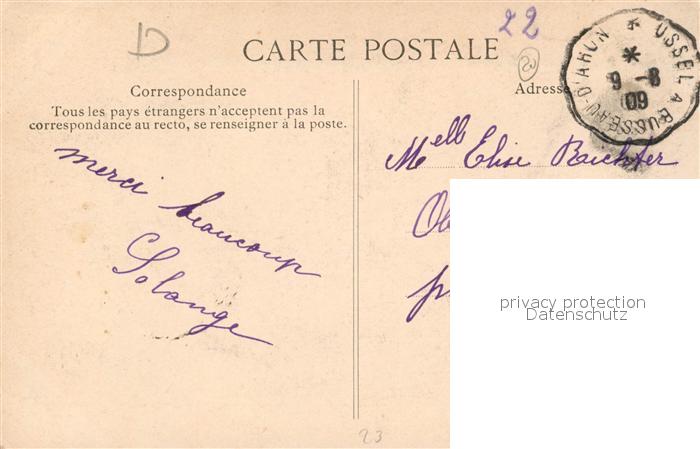 D
22
CARTE POSTALE
20
USSEL A BUSSEAU-D'AHUN
9-8
09
Correspondance
Tous les pays étrangers n'acceptent pas la
correspondance au recto, se renseigner à la poste.
Adresse
merci beaucoup
Solange
Melle Elise
privacy protection
Datenschutz
23